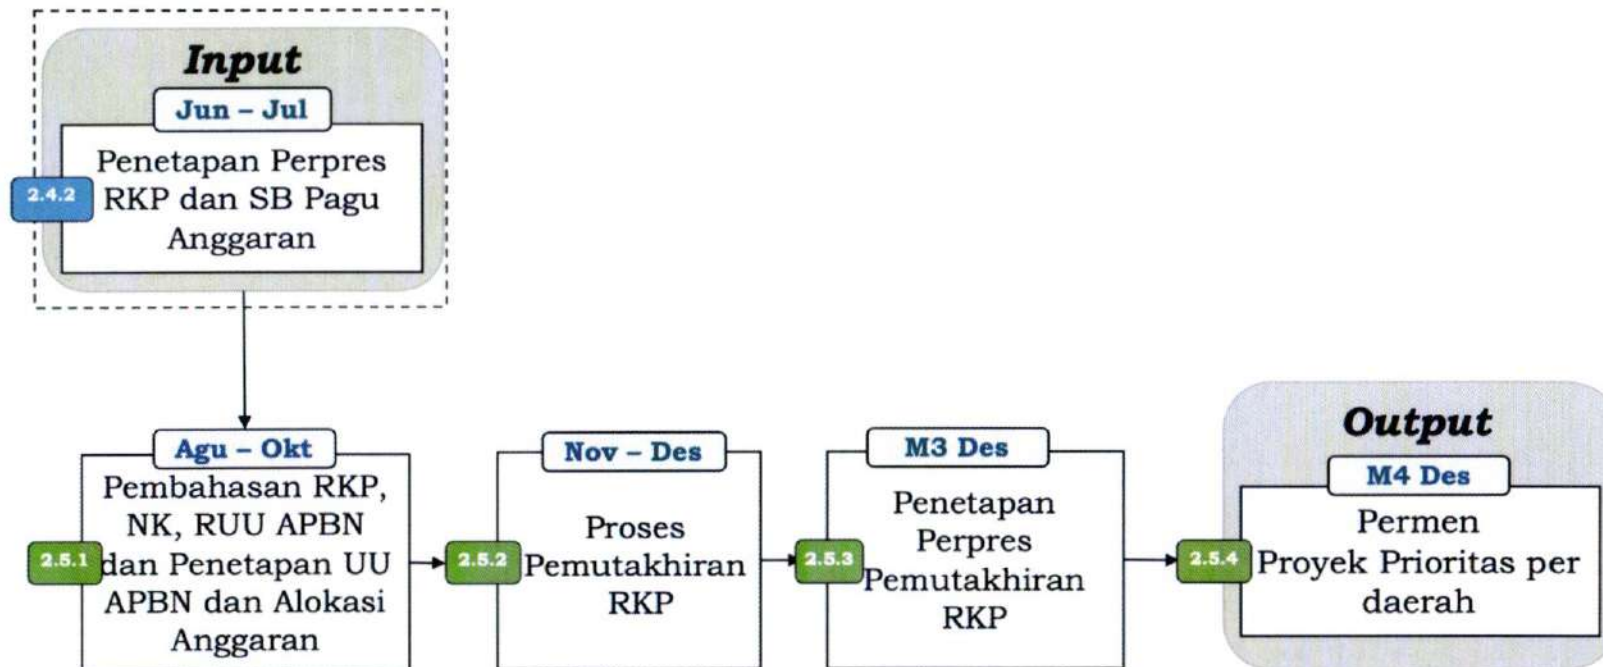 Input
Jun – Jul
Penetapan Perpres
2.4.2
RKP dan SB Pagu
Anggaran
Agu – Okt
Pembahasan RKP,
NK, RUU APBN
2.5.1
dan Penetapan UU
APBN dan Alokasi
Anggaran
Nov – Des
Proses
2.5.2
Pemutakhiran
RKP
M3 Des
Penetapan
Perpres
2.5.3
Pemutakhiran
RKP
Output
M4 Des
Permen
2.5.4
Proyek Prioritas per
daerah